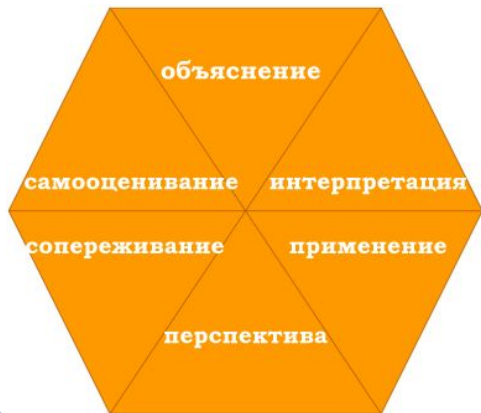 объяснение
самооценивание интерпретация
сопереживание применение
перспектива